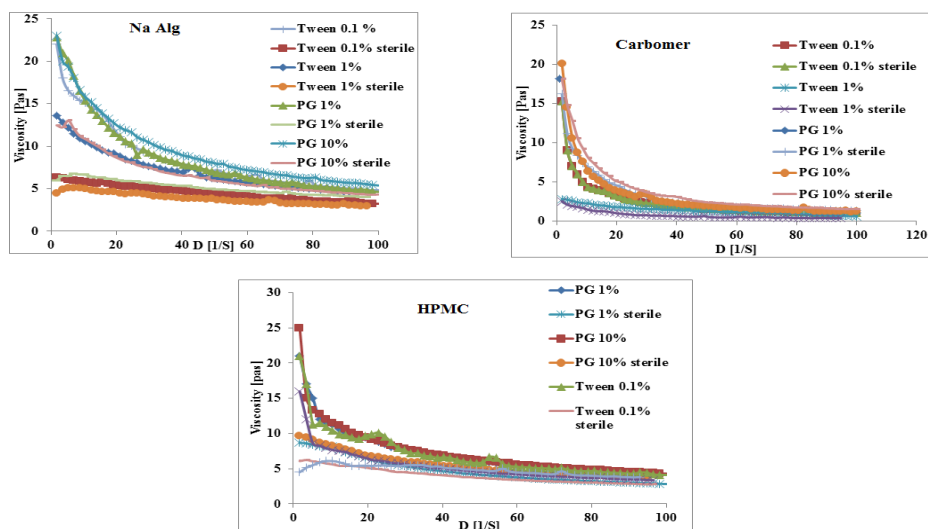 Na Alg
25
20
15
10
5
0
Viscosity [Pas]
0
20
40
60
80
100
D [1/S]
Tween 0.1 %
Tween 0.1% sterile
Tween 1%
Tween 1% sterile
PG 1%
PG 1% sterile
PG 10%
PG 10% sterile
Carbomer
25
20
15
10
5
0
Viscosity [Pas]
0
20
40
60
80
100
120
D [1/S]
Tween 0.1%
Tween 0.1% sterile
Tween 1%
Tween 1% sterile
PG 1%
PG 1% sterile
PG 10%
PG 10% sterile
HPMC
30
25
20
15
10
5
0
Viscosity [pas]
0
20
40
60
80
100
D [1/S]
PG 1%
PG 1% sterile
PG 10%
PG 10% sterile
Tween 0.1%
Tween 0.1%
sterile